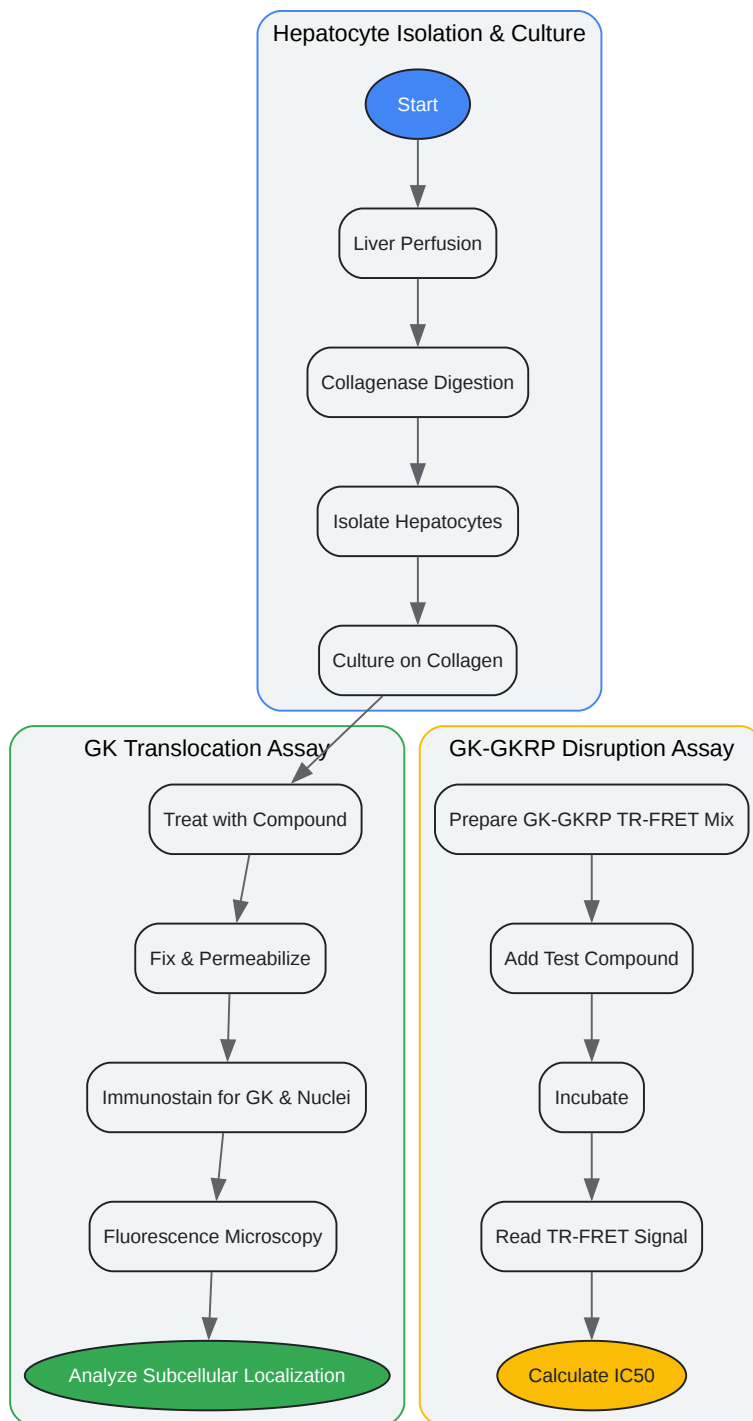 Hepatocyte Isolation & Culture
Start
Liver Perfusion
Collagenase Digestion
Isolate Hepatocytes
Culture on Collagen
GK Translocation Assay
Treat with Compound
Fix & Permeabilize
Immunostain for GK & Nuclei
Fluorescence Microscopy
Analyze Subcellular Localization
GK-GKRP Disruption Assay
Prepare GK-GKRP TR-FRET Mix
Add Test Compound
Incubate
Read TR-FRET Signal
Calculate IC50